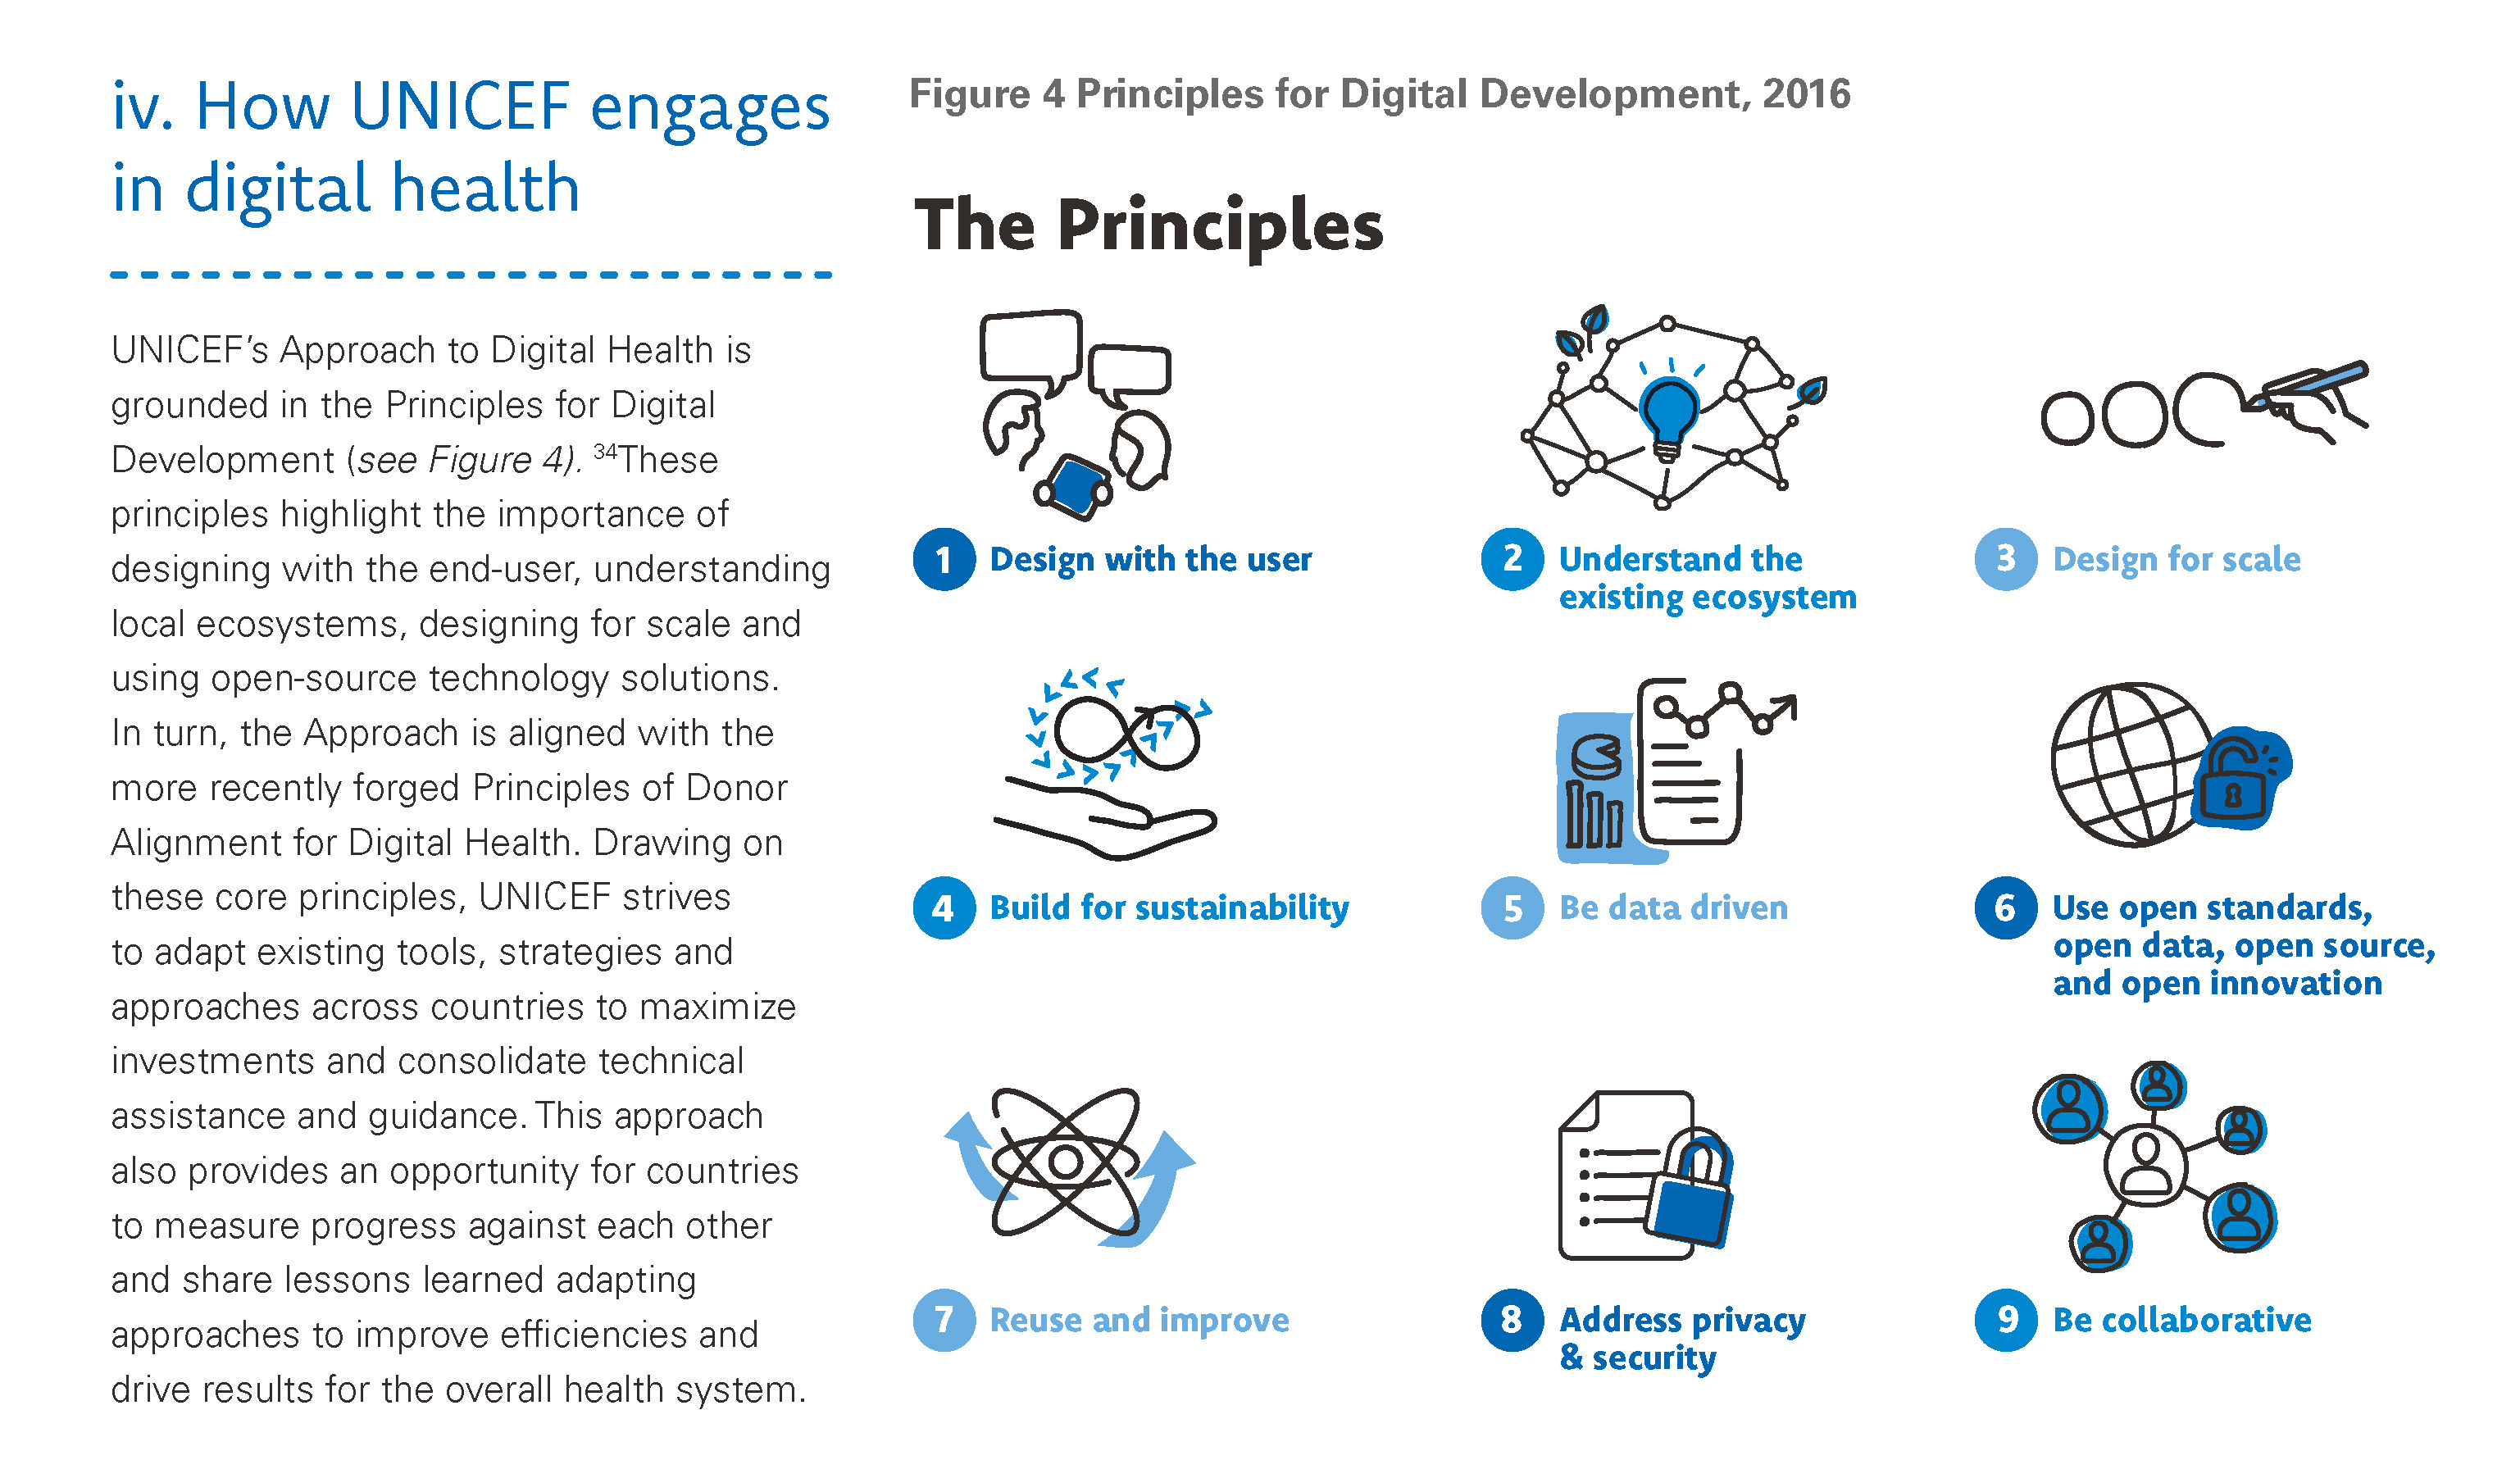 iv. How UNICEF engages
in digital health
UNICEF’s Approach to Digital Health is
grounded in the Principles for Digital
Development (see Figure 4). 34These
principles highlight the importance of
designing with the end-user, understanding
local ecosystems, designing for scale and
using open-source technology solutions.
In turn, the Approach is aligned with the
more recently forged Principles of Donor
Alignment for Digital Health. Drawing on
these core principles, UNICEF strives
to adapt existing tools, strategies and
approaches across countries to maximize
investments and consolidate technical
assistance and guidance. This approach
also provides an opportunity for countries
to measure progress against each other
and share lessons learned adapting
approaches to improve efficiencies and
drive results for the overall health system.
Figure 4 Principles for Digital Development, 2016
The Principles
1 Design with the user
2 Understand the
existing ecosystem
3 Design for scale
4 Build for sustainability
5 Be data driven
6 Use open standards,
open data, open source,
and open innovation
7 Reuse and improve
8 Address privacy
& security
9 Be collaborative